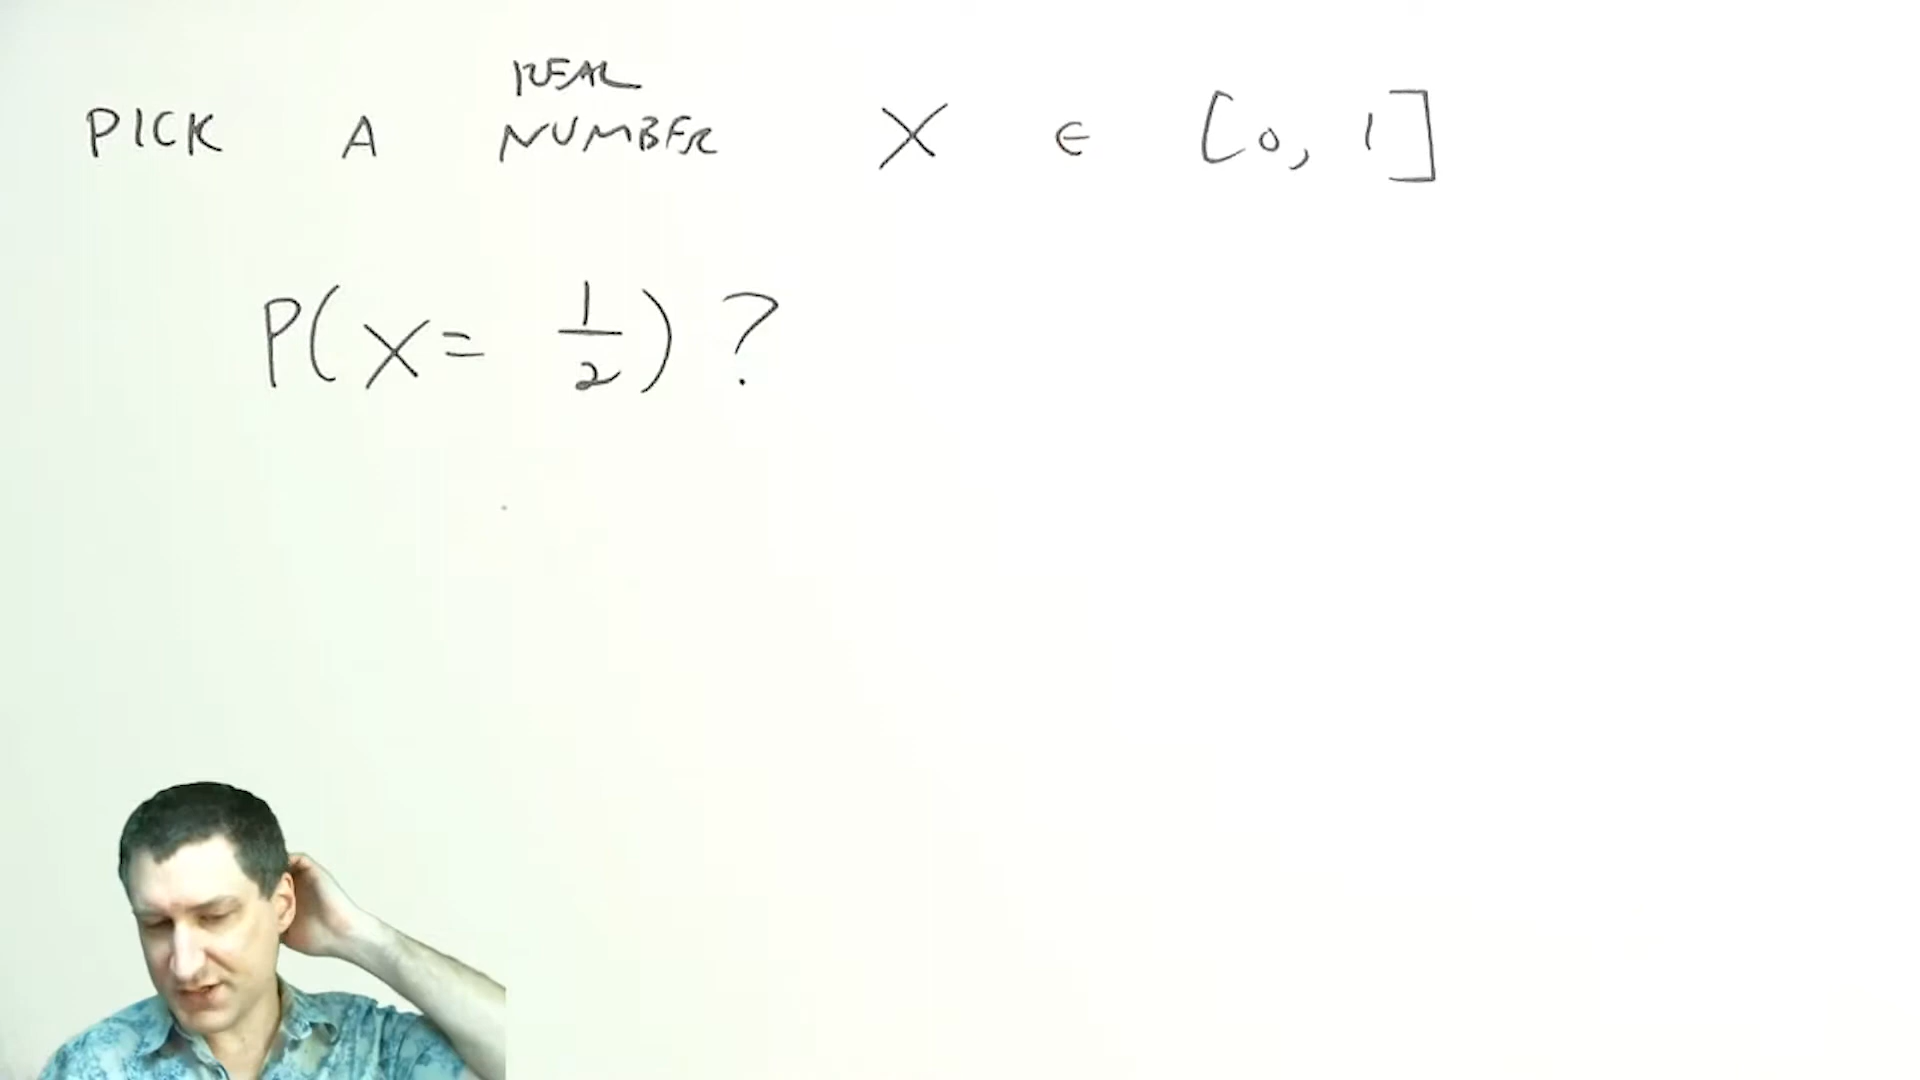 REAL
PICK A NUMBER X ∈ [0, 1]
P(X = 1/2) ?